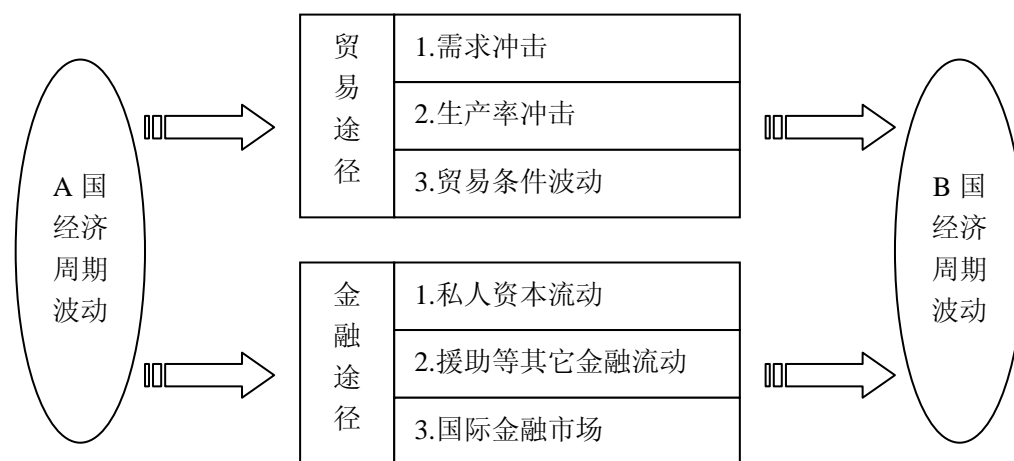 A 国
经济
周期
波动
贸
易
途
径
1.需求冲击
2.生产率冲击
3.贸易条件波动
金
融
途
径
1.私人资本流动
2.援助等其它金融流动
3.国际金融市场
B 国
经济
周期
波动